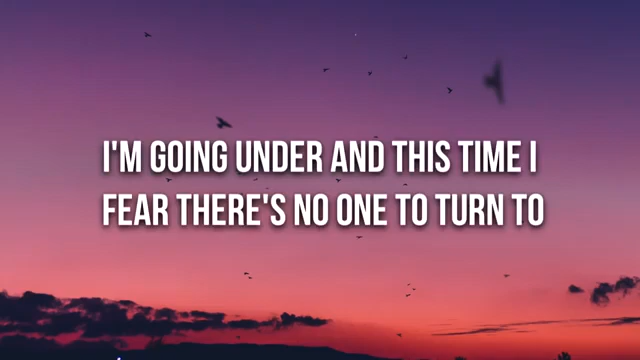 I'M GOING UNDER AND THIS TIME I
FEAR THERE'S NO ONE TO TURN TO